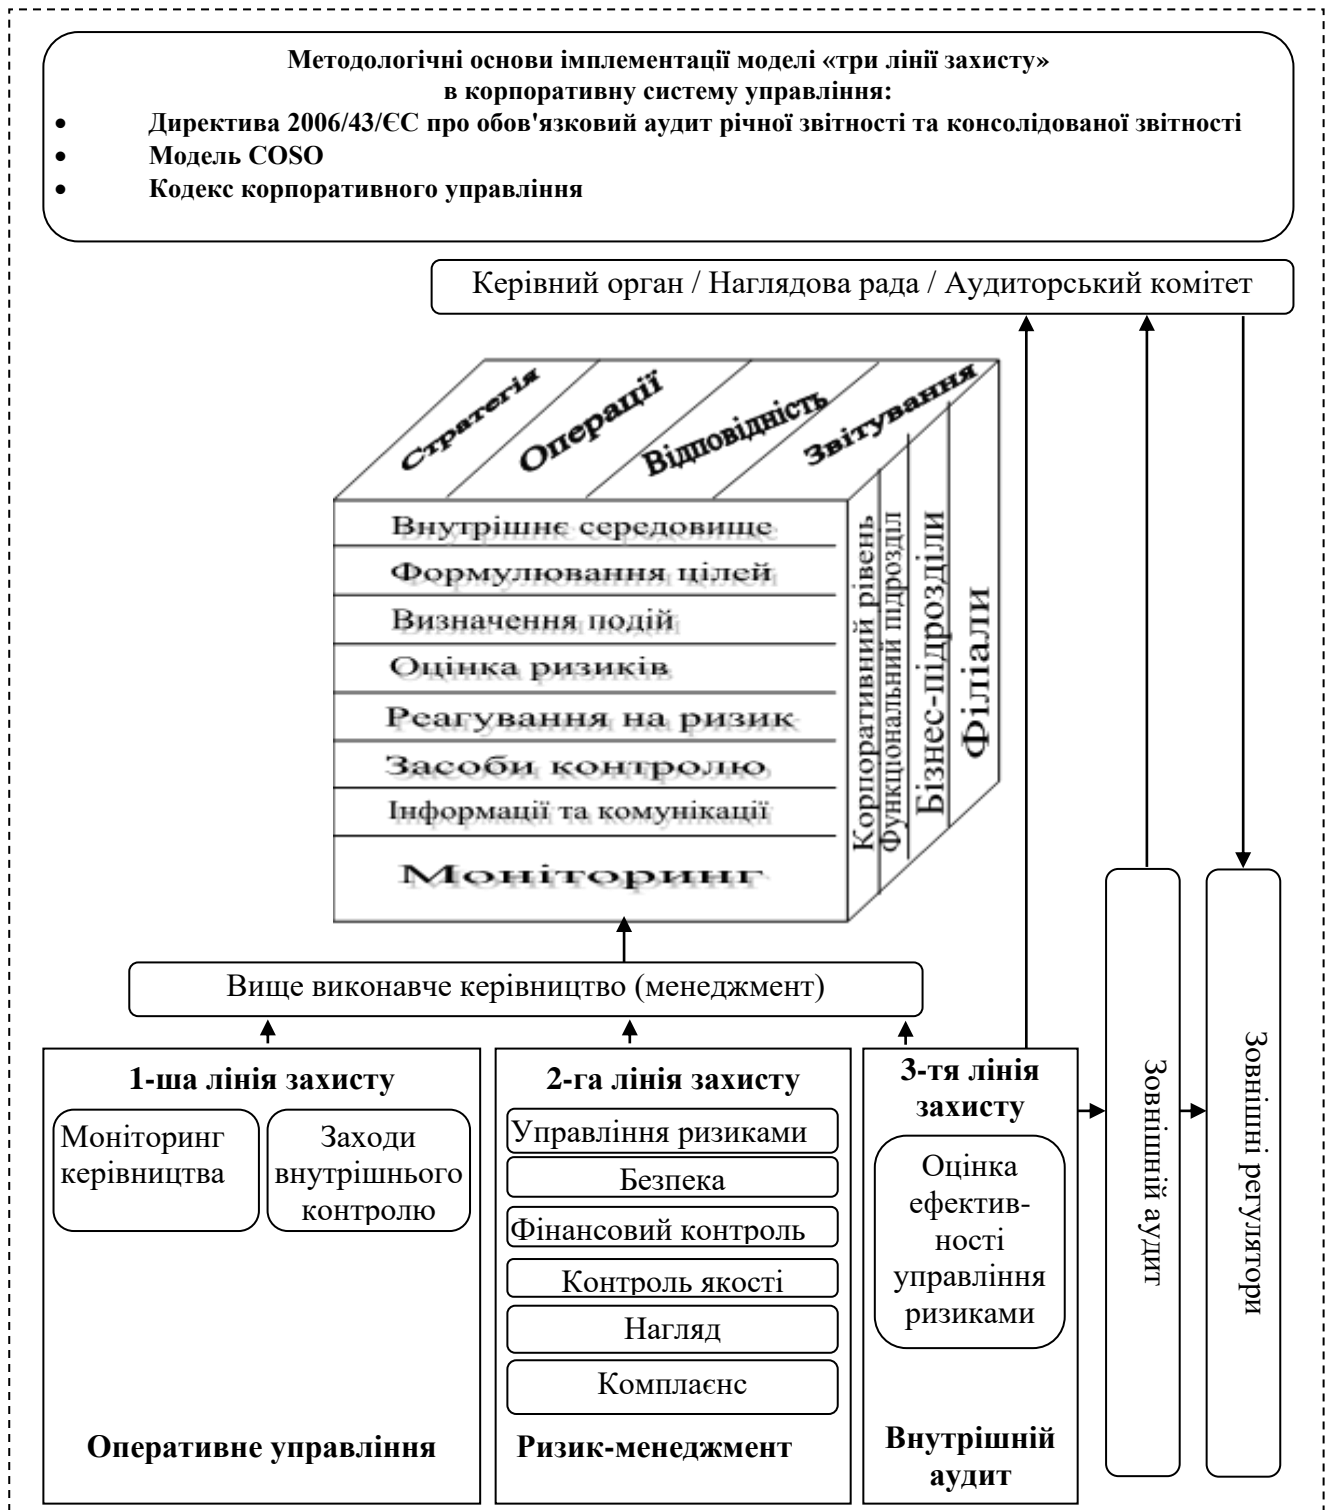 Методологічні основи імплементації моделі «три лінії захисту»
в корпоративну систему управління:
• Директива 2006/43/ЄС про обов'язковий аудит річної звітності та консолідованої звітності
• Модель COSO
• Кодекс корпоративного управління
Керівний орган / Наглядова рада / Аудиторський комітет
Стратегія
Операції
Відповідність
Звітування
Внутрішнє середовище
Формулювання цілей
Визначення подій
Оцінка ризиків
Реагування на ризик
Засоби контролю
Інформації та комунікації
Моніторинг
Корпоративний рівень
Функціональний підрозділ
Бізнес-підрозділи
Філіали
Вище виконавче керівництво (менеджмент)
1-ша лінія захисту
Моніторинг
керівництва
Заходи
внутрішнього
контролю
Оперативне управління
2-га лінія захисту
Управління ризиками
Безпека
Фінансовий контроль
Контроль якості
Нагляд
Комплаєнс
Ризик-менеджмент
3-тя лінія
захисту
Оцінка
ефектив-
ності
управління
ризиками
Внутрішній
аудит
Зовнішній аудит
Зовнішні регулятори